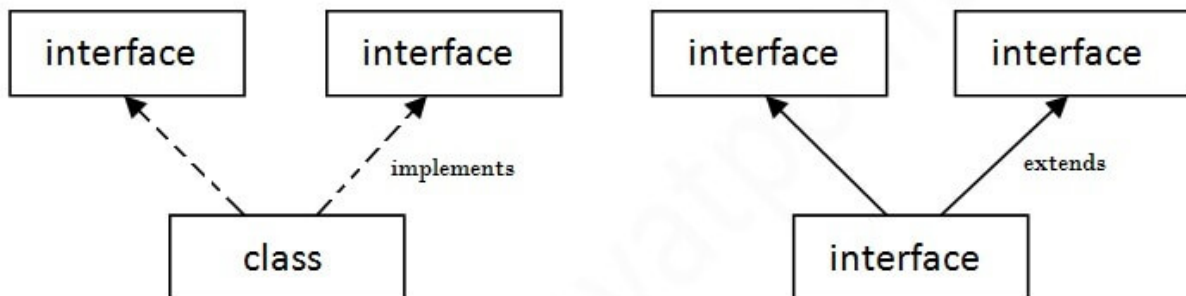 interface interface interface interface
implements extends
class interface